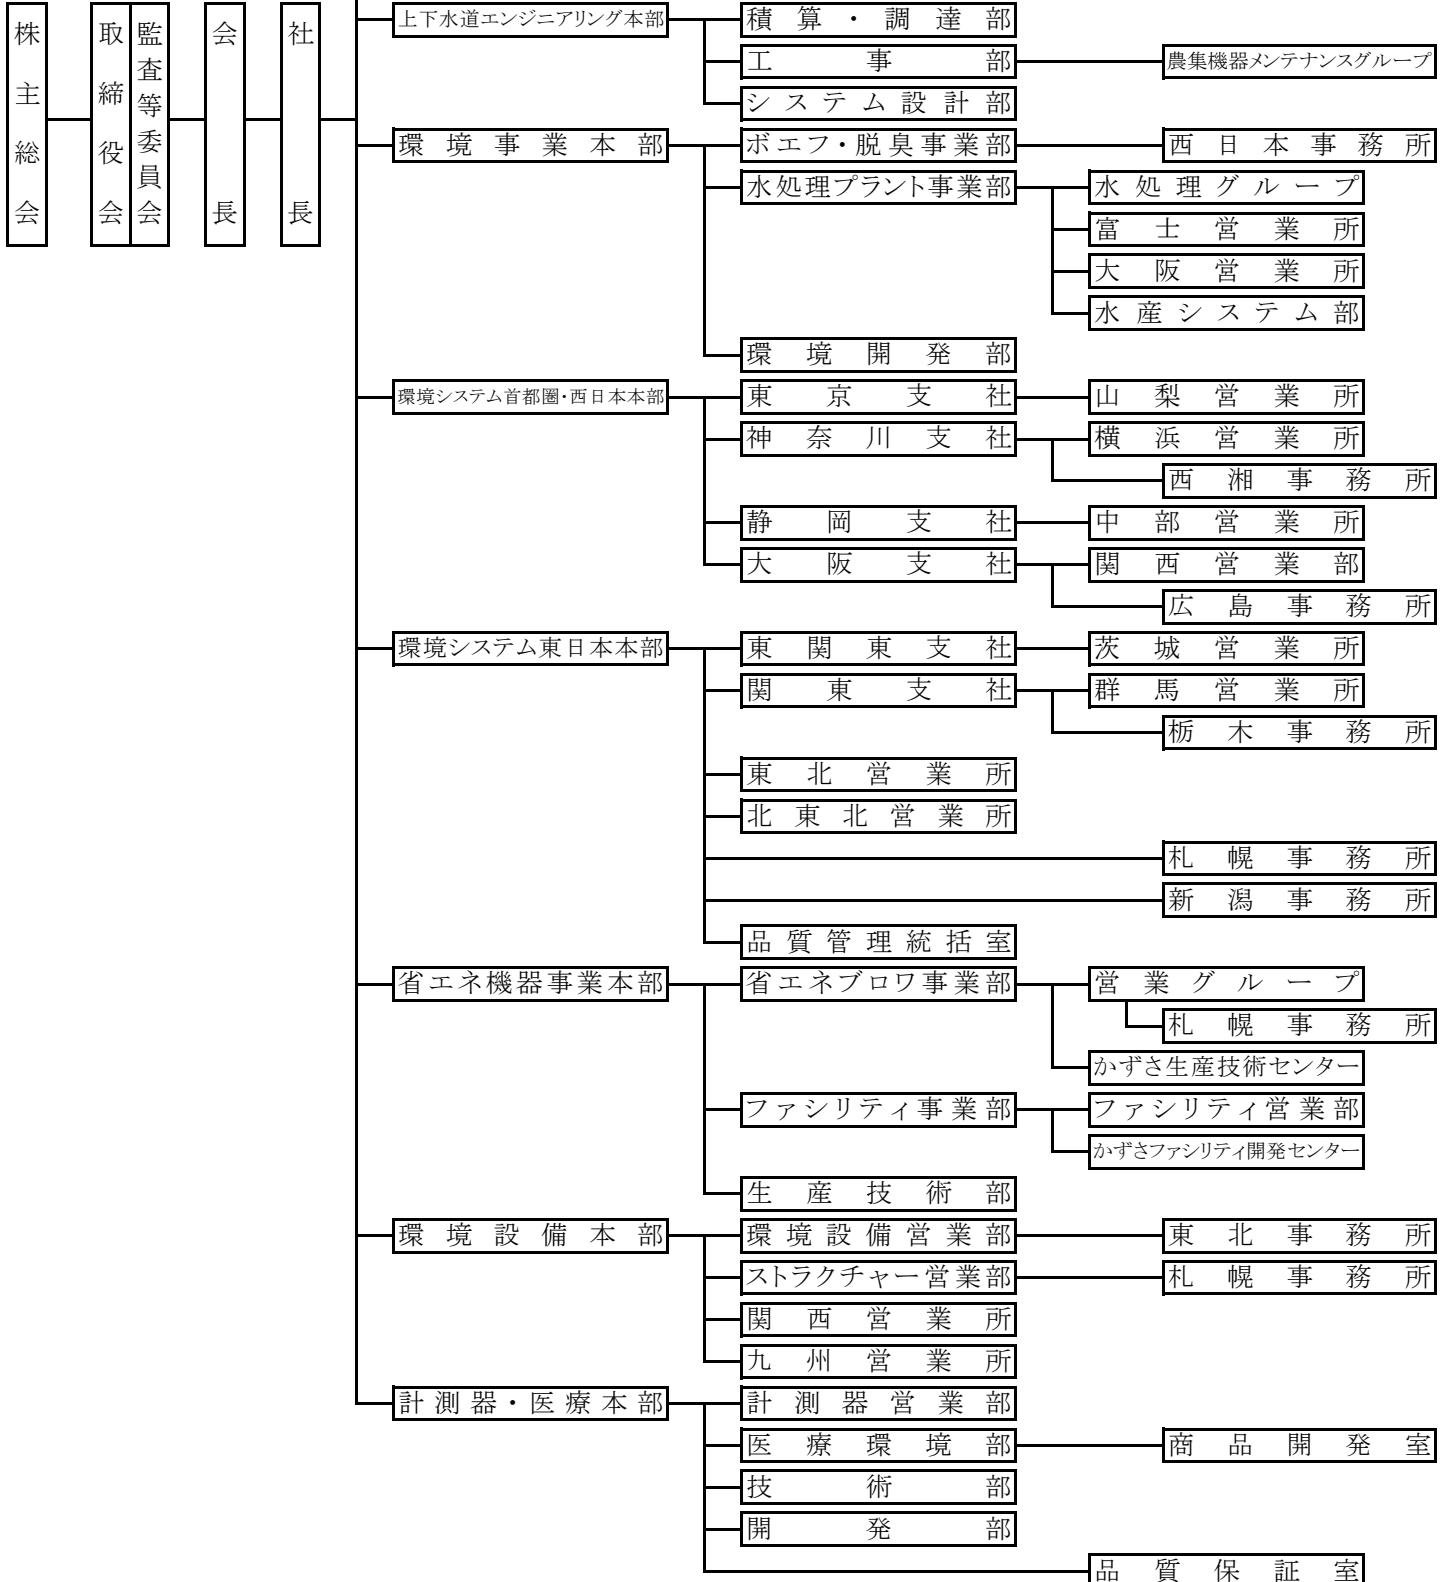 株主総会
取締役会
監査等委員会
会長
社長
上下水道エンジニアリング本部
積算・調達部
工事部
農集機器メンテナンスグループ
システム設計部
環境事業本部
ボエフ・脱臭事業部
西日本事務所
水処理プラント事業部
水処理グループ
富士営業所
大阪営業所
水産システム部
環境開発部
環境システム首都圏・西日本本部
東京支社
山梨営業所
神奈川支社
横浜営業所
西湘事務所
静岡支社
中部営業所
大阪支社
関西営業部
広島事務所
環境システム東日本本部
東関東支社
茨城営業所
関東支社
群馬営業所
栃木事務所
東北営業所
北東北営業所
札幌事務所
新潟事務所
品質管理統括室
省エネ機器事業本部
省エネブロワ事業部
営業グループ
札幌事務所
かずさ生産技術センター
ファシリティ事業部
ファシリティ営業部
かずさファシリティ開発センター
生産技術部
環境設備本部
環境設備営業部
東北事務所
ストラクチャー営業部
札幌事務所
関西営業所
九州営業所
計測器・医療本部
計測器営業部
医療環境部
商品開発室
技術部
開発部
品質保証室